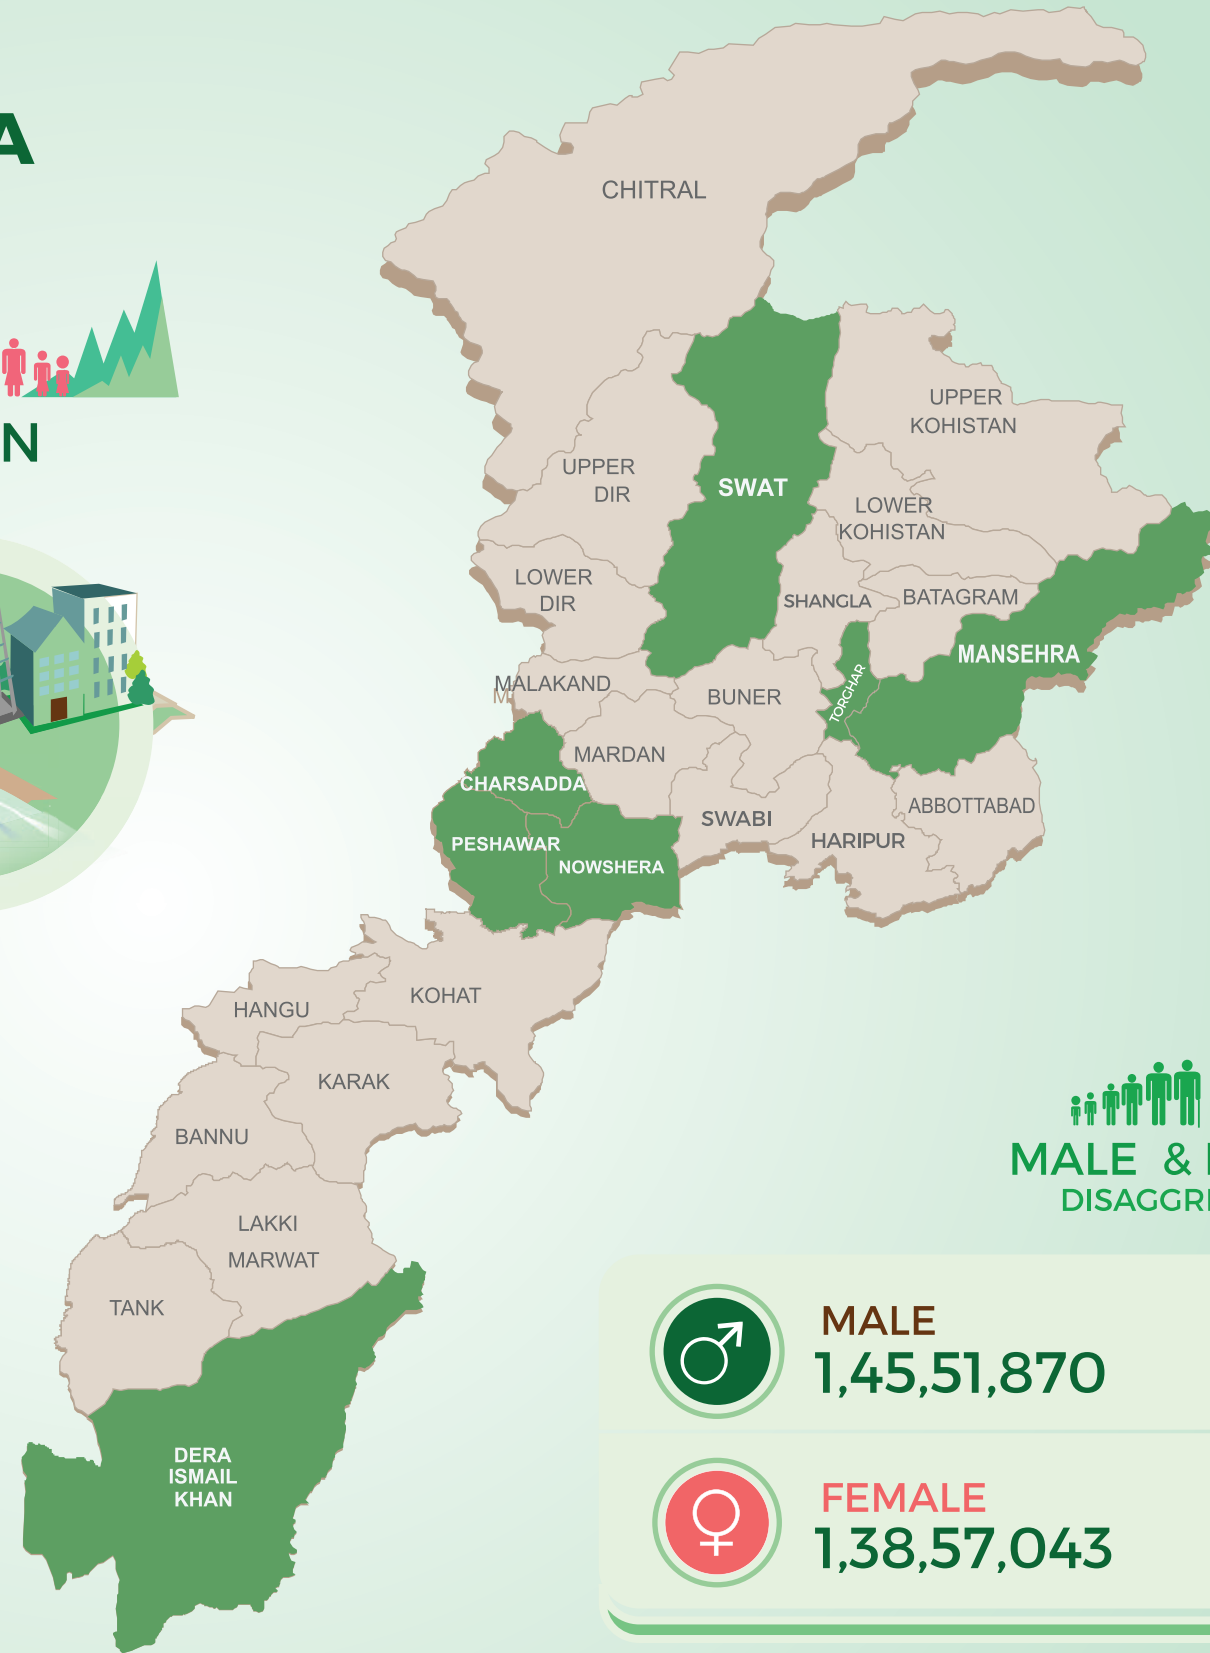 A
N
CHITRAL
UPPER
KOHISTAN
UPPER
DIR
SWAT
LOWER
KOHISTAN
LOWER
DIR
SHANGLA
BATAGRAM
MANSEHRA
MALAKAND
M
BUNER
TORGHAR
MARDAN
CHARSADDA
ABBOTTABAD
SWABI
HARIPUR
PESHAWAR
NOWSHERA
KOHAT
HANGU
KARAK
BANNU
LAKKI
MARWAT
TANK
DERA
ISMAIL
KHAN
MALE &
DISAGGR
MALE
1,45,51,870
FEMALE
1,38,57,043